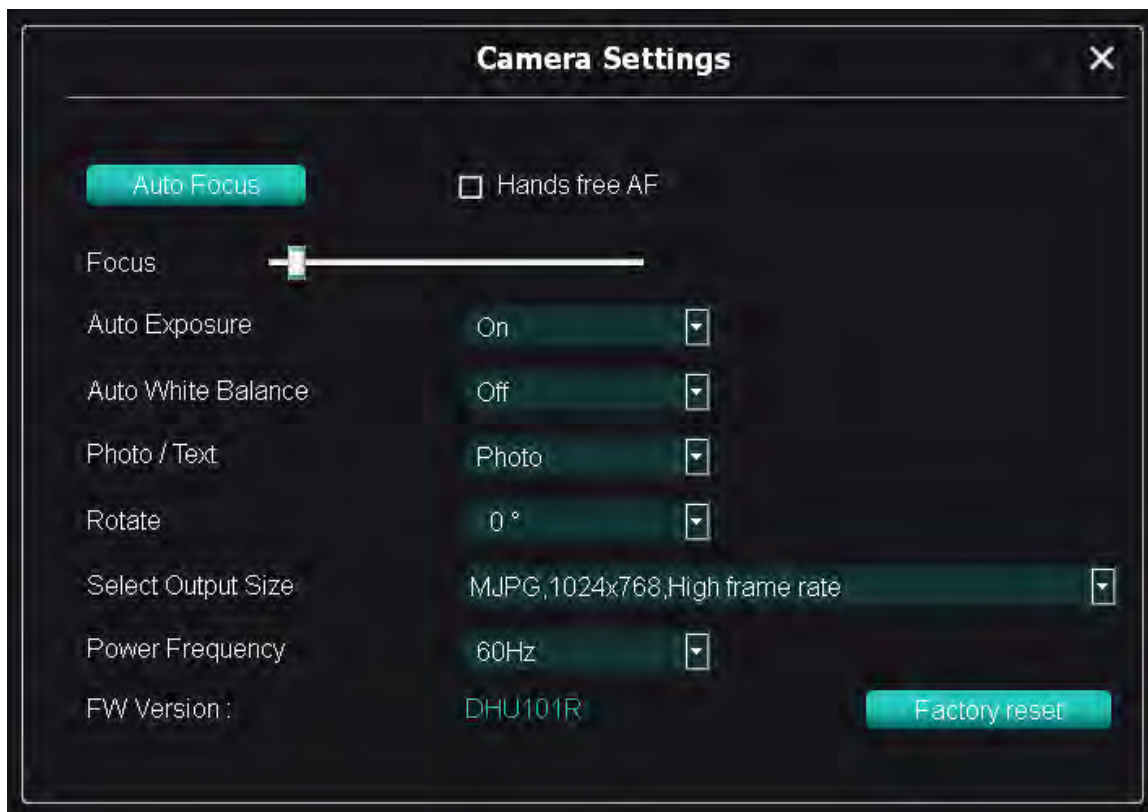 Camera Settings
Auto Focus
Hands free AF
Focus
Auto Exposure On
Auto White Balance Off
Photo / Text Photo
Rotate 0 °
Select Output Size MJPG,1024x768,High frame rate
Power Frequency 60Hz
FW Version : DHU101R Factory reset